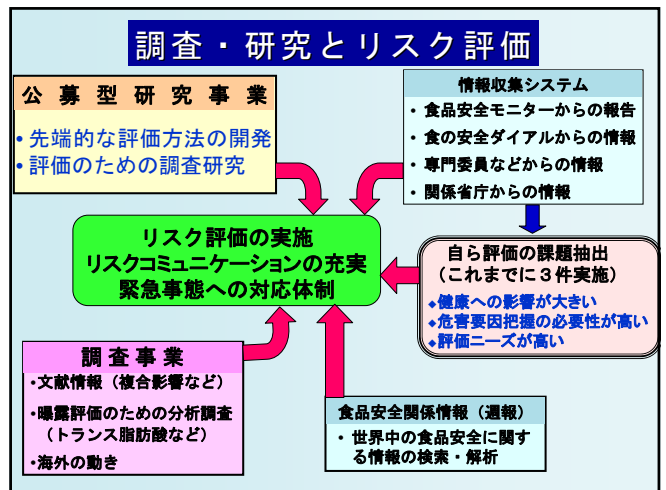 調査・研究とリスク評価
公募型研究事業
・先端的な評価方法の開発
・評価のための調査研究
情報収集システム
・食品安全モニターからの報告
・食の安全ダイアルからの情報
・専門委員などからの情報
・関係省庁からの情報
リスク評価の実施
リスクコミュニケーションの充実
緊急事態への対応体制
自ら評価の課題抽出
(これまでに３件実施)
◆健康への影響が大きい
◆危害要因把握の必要性が高い
◆評価ニーズが高い
調査事業
・文献情報(複合影響など)
・曝露評価のための分析調査
(トランス脂肪酸など)
・海外の動き
食品安全関係情報(週報)
・世界中の食品安全に関す
る情報の検索・解析